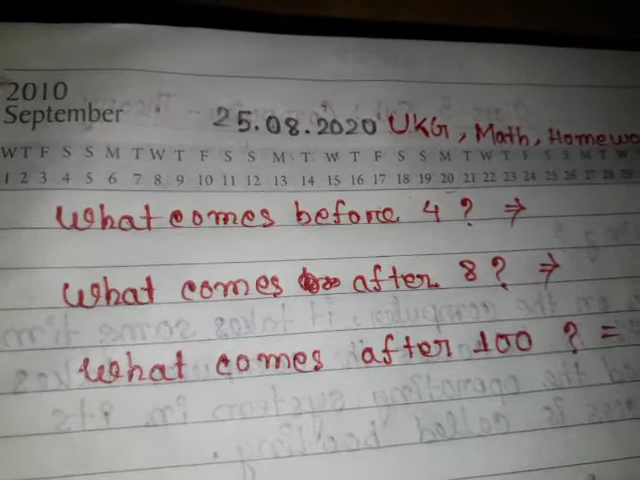 2010
September
25.08.2020 UKG, Math, Homewo
W T F S S M T W T F S S M T W T F S S M T W T F S S M T W
1 2 3 4 5 6 7 8 9 10 11 12 13 14 15 16 17 18 19 20 21 22 23 24 25 26 27 28 29
What comes before 4 ? ⇒
What comes after 8 ? ⇒
What comes after 100 ? =